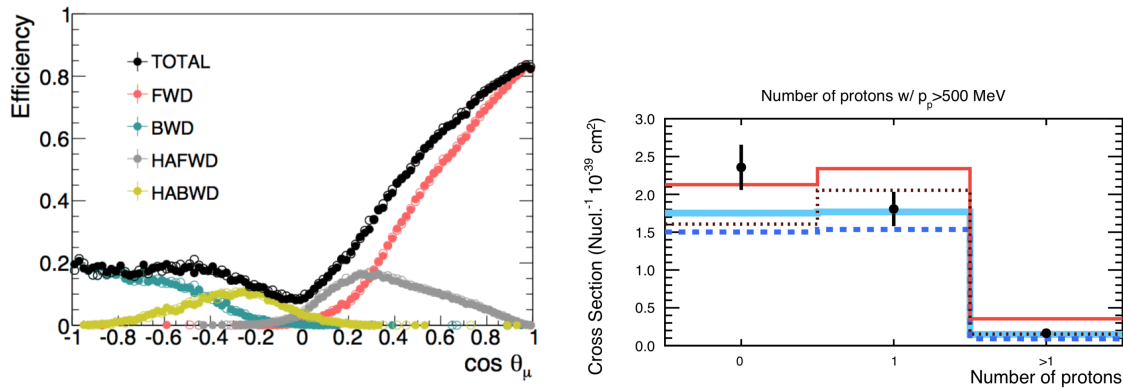 1
0.8
0.6
0.4
0.2
0
Efficiency
TOTAL
FWD
BWD
HAFWD
HABWD
-1 -0.8 -0.6 -0.4 -0.2 0 0.2 0.4 0.6 0.8 1
cos θμ
Number of protons w/ pp>500 MeV
3.0
2.5
2.0
1.5
1.0
0.5
0.0
Cross Section (Nucl.⁻¹ 10⁻³⁹ cm²)
0 1 >1
Number of protons